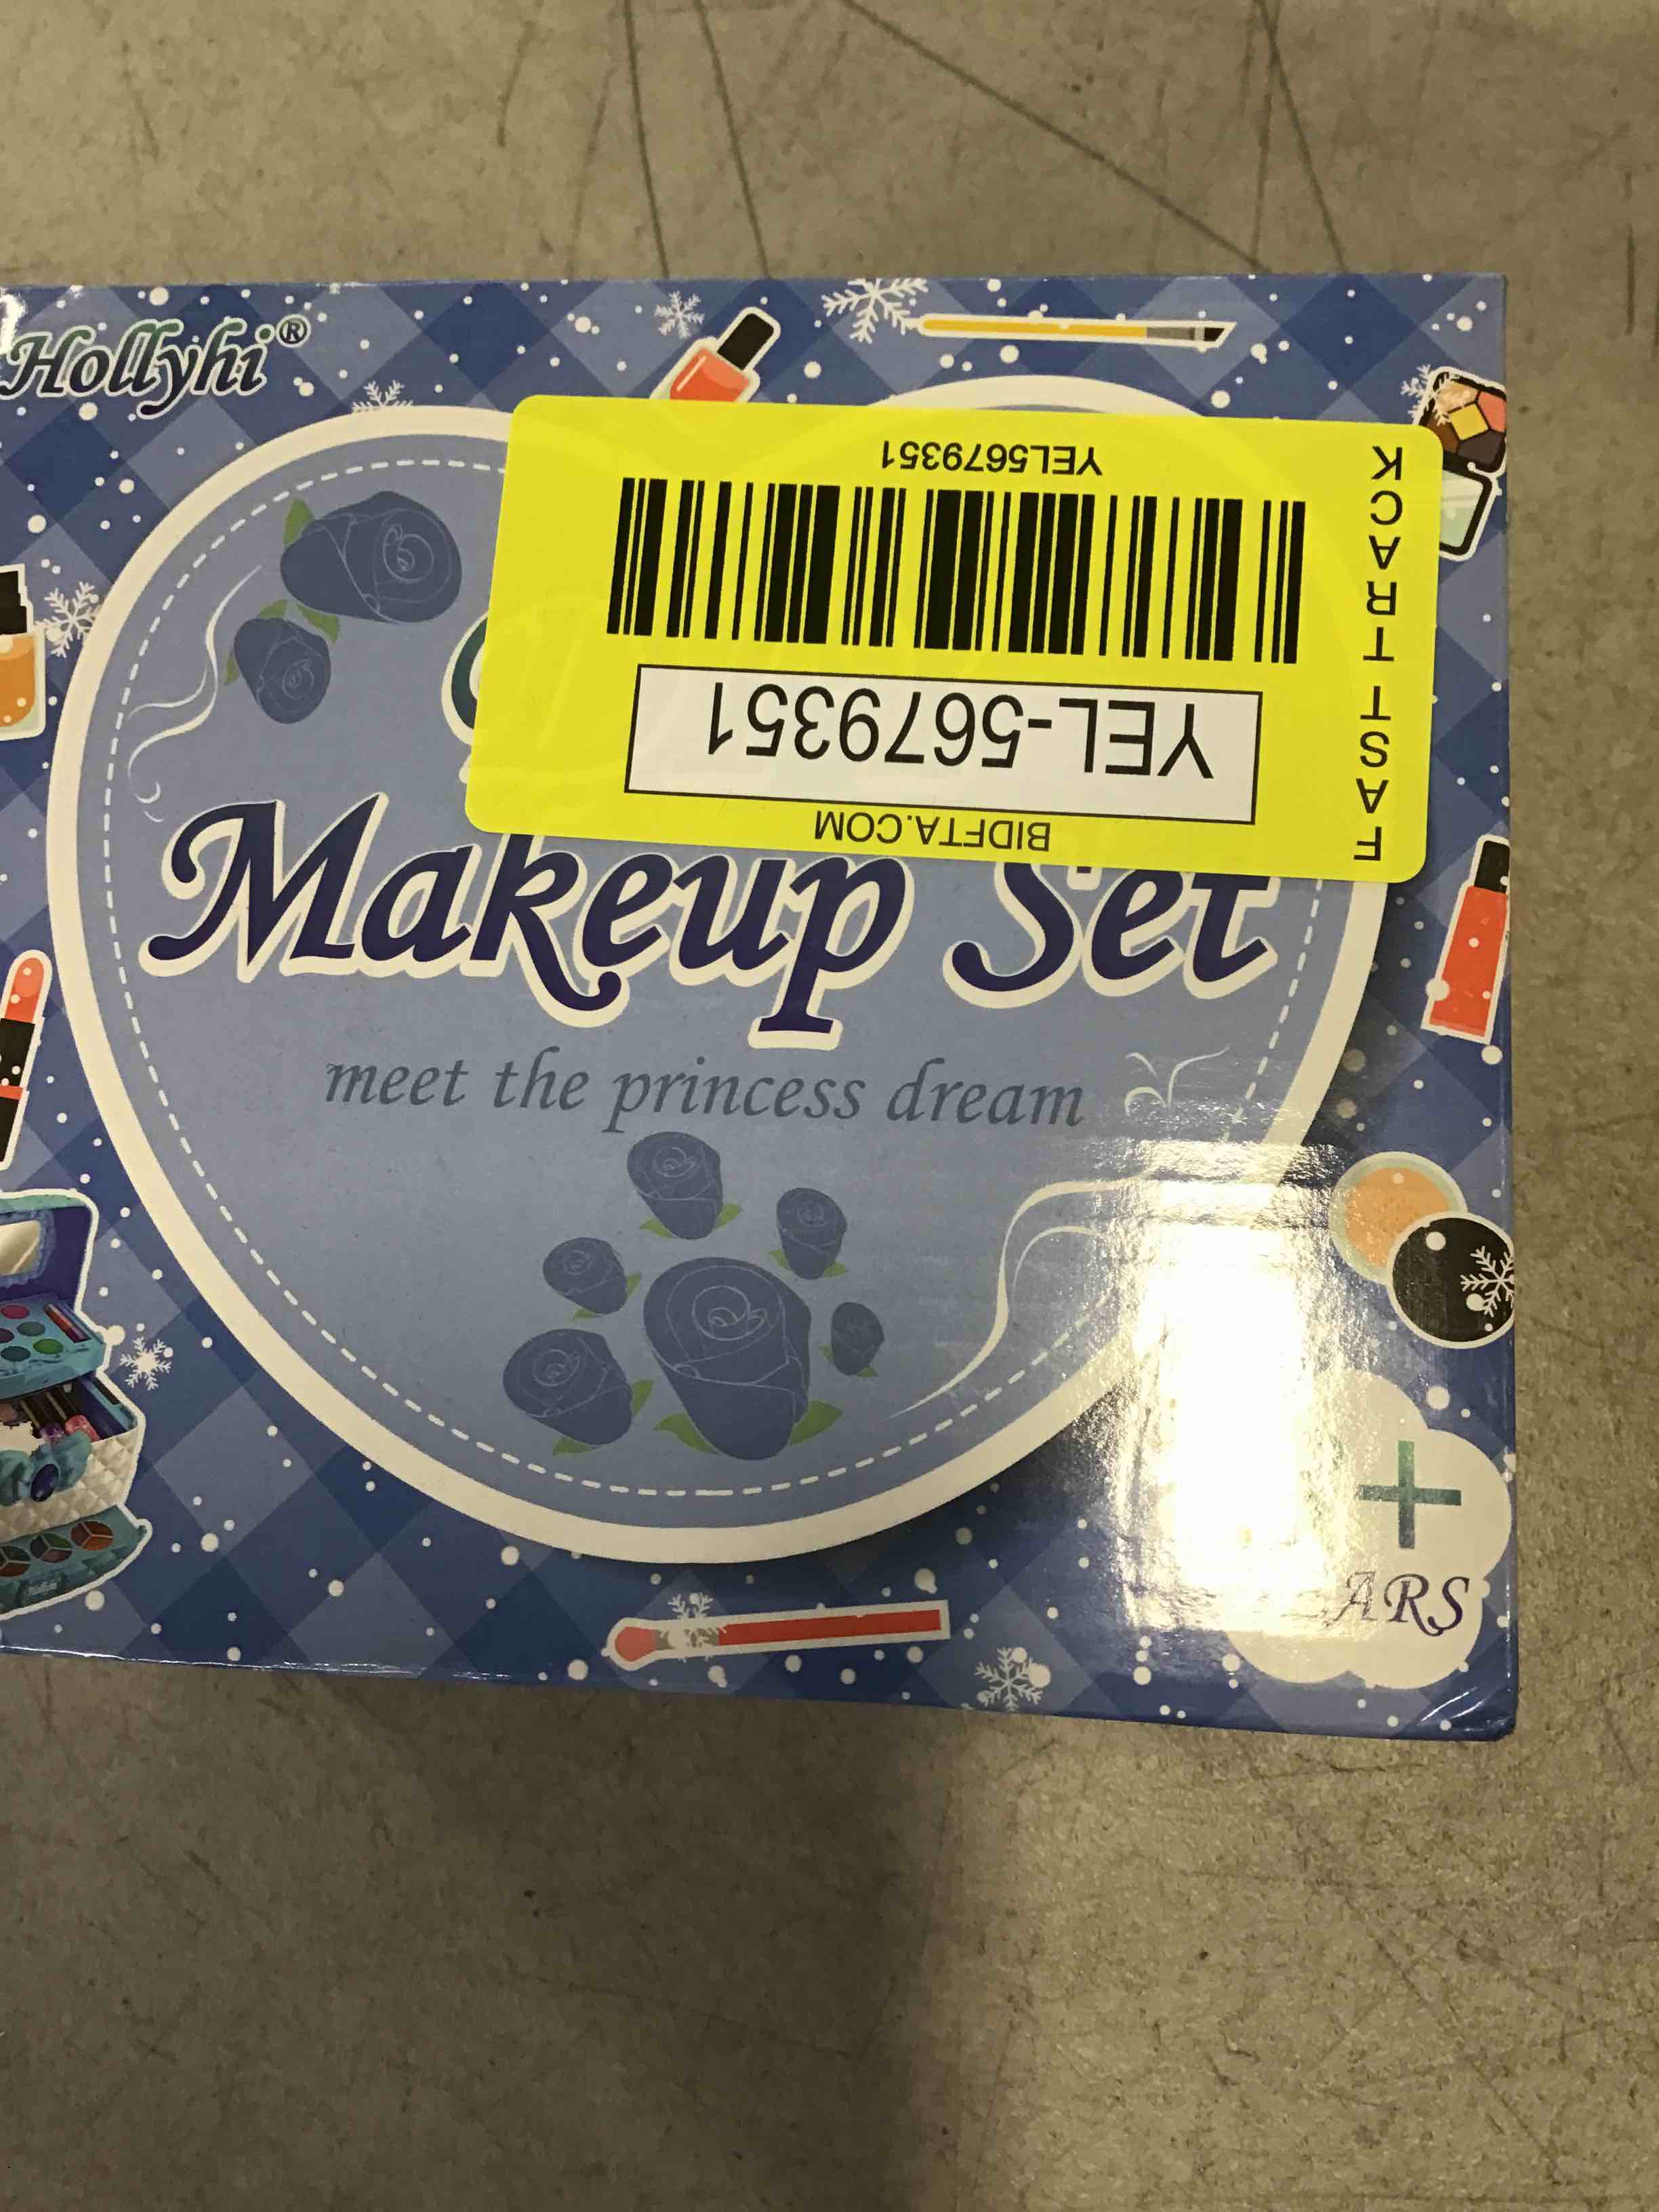 Hollyhi®
YEL5679351
YEL-5679351
BIDFTA.COM
FAST TRACK
Makeup Set
meet the princess dream
+